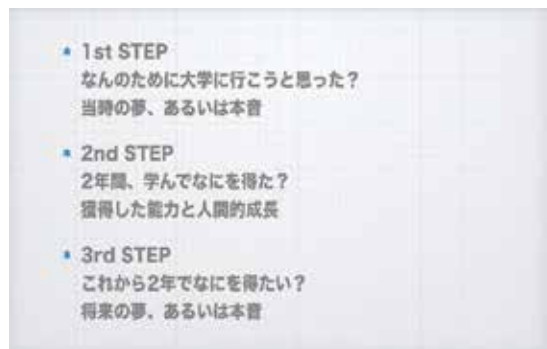 1st STEP
なんのために大学に行こうと思った？
当時の夢、あるいは本音
2nd STEP
2年間、学んでなにを得た？
獲得した能力と人間的成長
3rd STEP
これから2年でなにを得たい？
将来の夢、あるいは本音